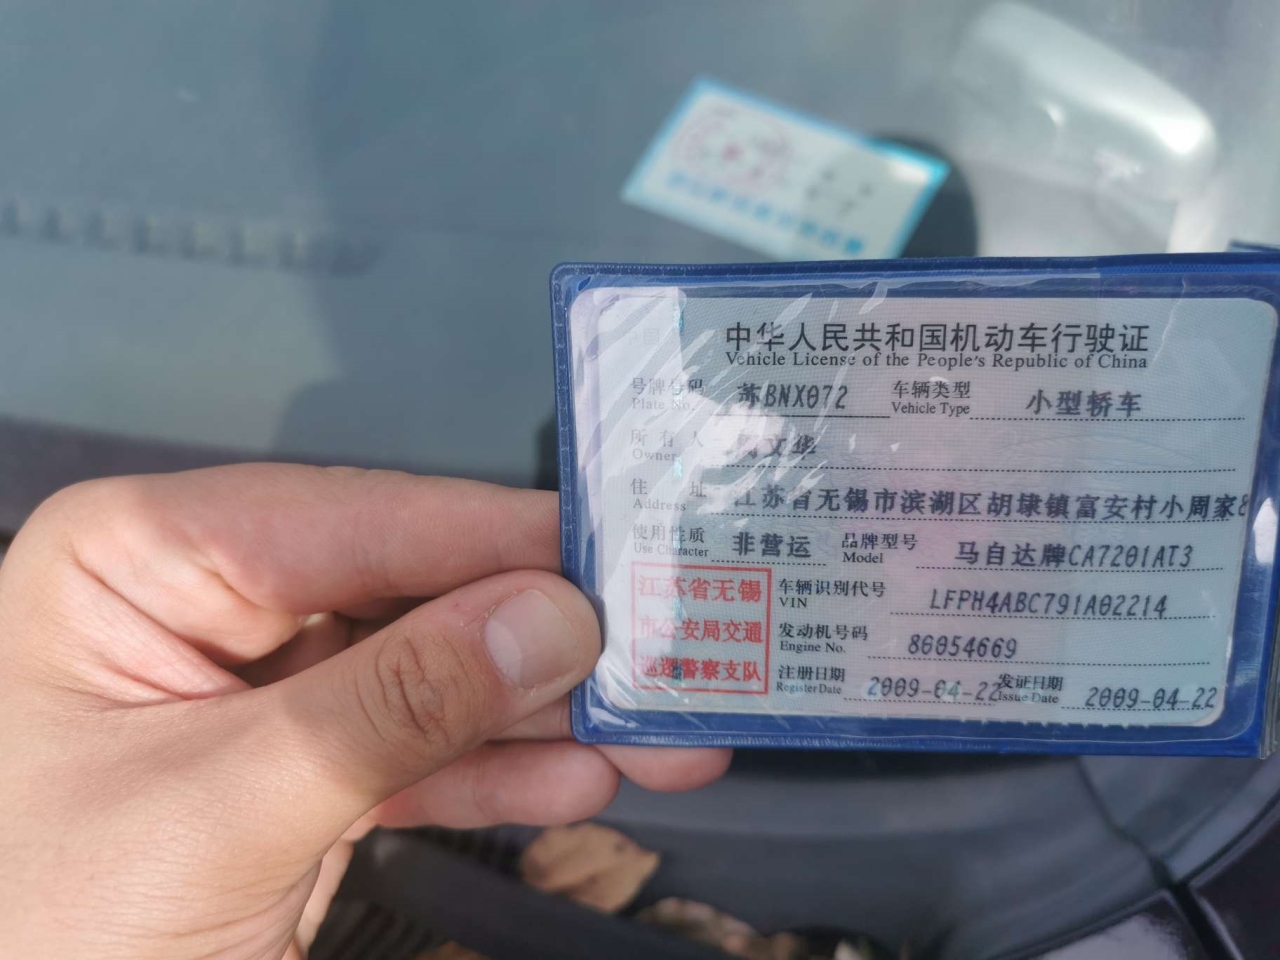 中华人民共和国机动车行驶证
Vehicle License of the People's Republic of China
号牌号码 苏BNX072 车辆类型 小型轿车
Plate No. Vehicle Type
所有人 文华
Owner
住址 江苏省无锡市滨湖区胡埭镇富安村小周家8
Address
使用性质 非营运 品牌型号 马自达牌CA7201AT3
Use Character Model
江苏省无锡
市公安局交通
巡逻警察支队
车辆识别代号 LFPH4ABC791A02214
VIN
发动机号码 86054669
Engine No.
注册日期 2009-04-22 发证日期 2009-04-22
Register Date Issue Date